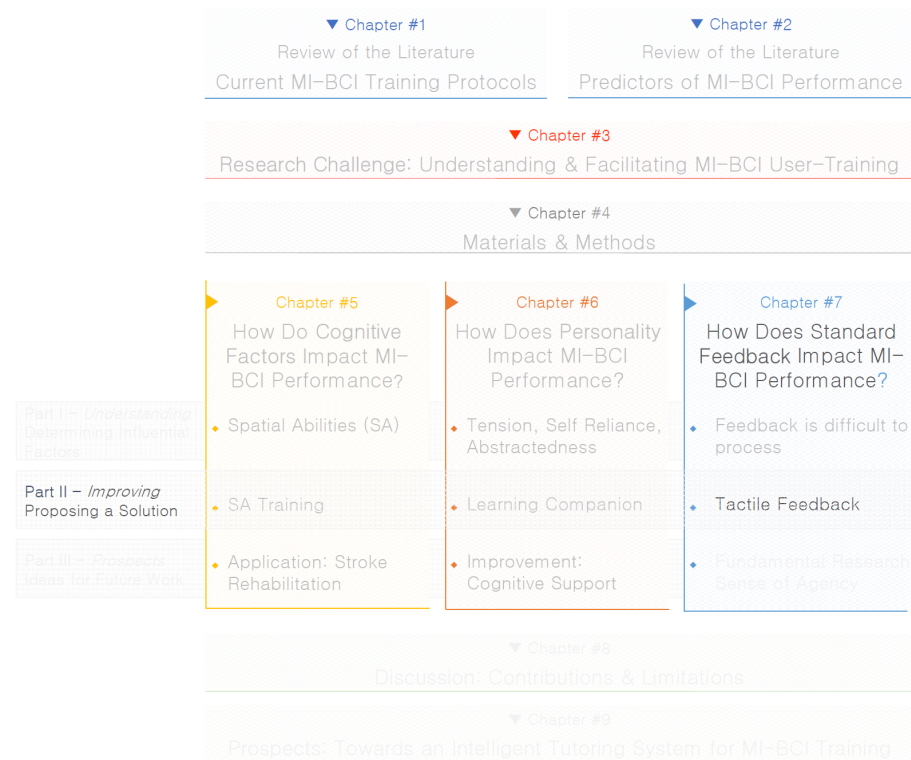 ▼ Chapter #1
Review of the Literature
Current MI-BCI Training Protocols
▼ Chapter #2
Review of the Literature
Predictors of MI-BCI Performance
▼ Chapter #3
Research Challenge: Understanding & Facilitating MI-BCI User-Training
▼ Chapter #4
Materials & Methods
Chapter #5
How Do Cognitive
Factors Impact MI-
BCI Performance?
Chapter #6
How Does Personality
Impact MI-BCI
Performance?
Chapter #7
How Does Standard
Feedback Impact MI-
BCI Performance?
Part I - Understanding
Determining Influential
Factors
Spatial Abilities (SA)
Tension, Self Reliance,
Abstractedness
Feedback is difficult to
process
Part II - Improving
Proposing a Solution
SA Training
Learning Companion
Tactile Feedback
Part III - Prospects
Ideas for Future Work
Application: Stroke
Rehabilitation
Improvement:
Cognitive Support
Fundamental Research
Sense of Agency
▼ Chapter #8
Discussion: Contributions & Limitations
▼ Chapter #9
Prospects: Towards an Intelligent Tutoring System for MI-BCI Training